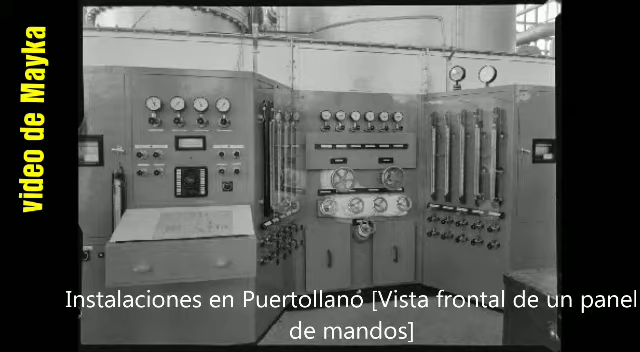 video de Mayka
Instalaciones en Puertollano [Vista frontal de un panel
de mandos]